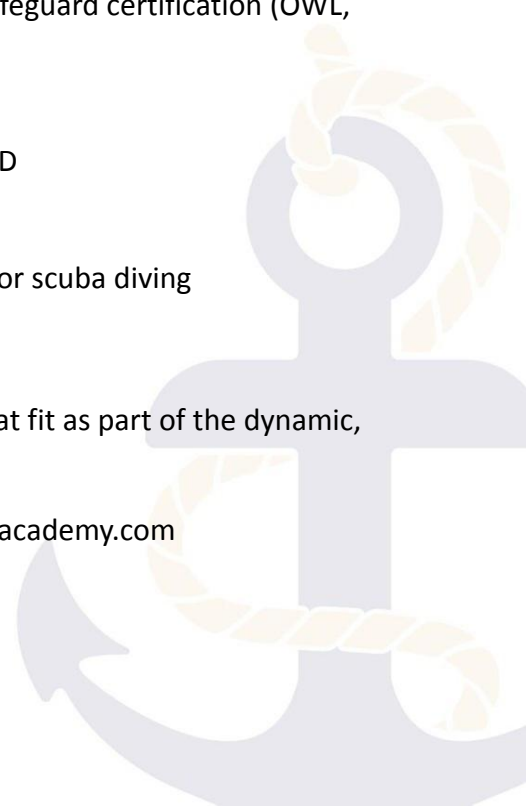 feguard certification (OWL,
D
or scuba diving
at fit as part of the dynamic,
academy.com